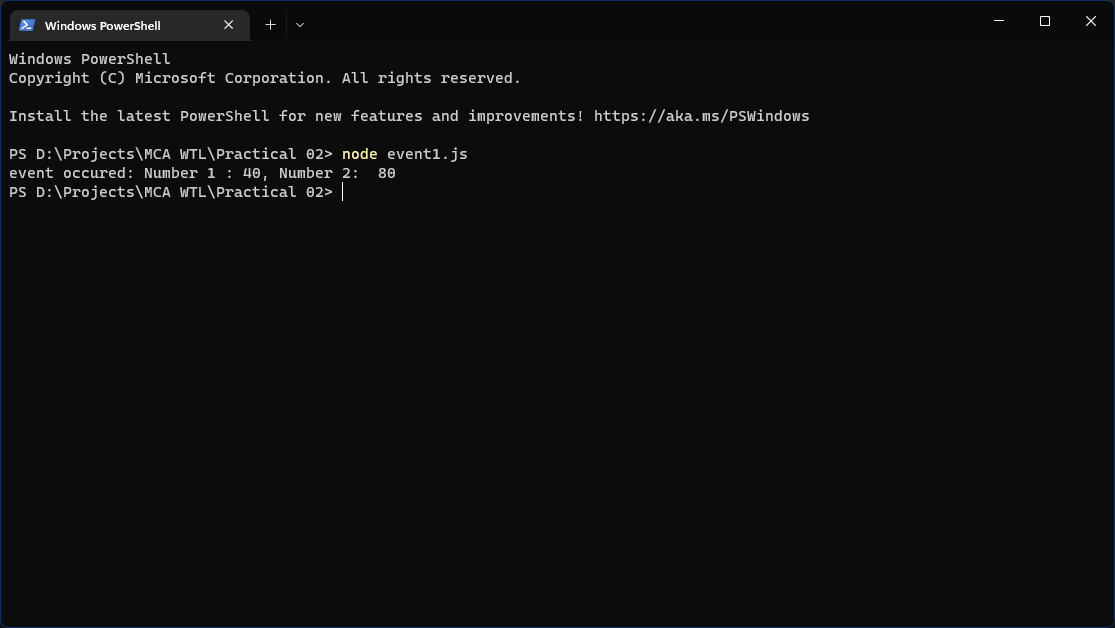 Windows PowerShell
Windows PowerShell
Copyright (C) Microsoft Corporation. All rights reserved.
Install the latest PowerShell for new features and improvements! https://aka.ms/PSWindows
PS D:\Projects\MCA WTL\Practical 02> node event1.js
event occured: Number 1 : 40, Number 2:  80
PS D:\Projects\MCA WTL\Practical 02>